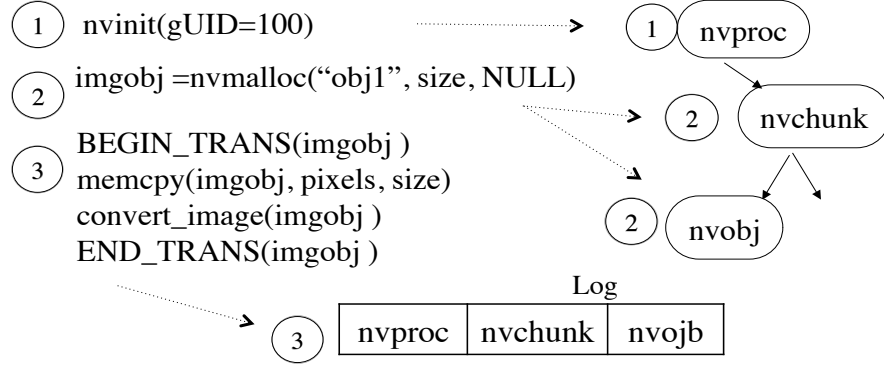 1 nvinit(gUID=100)
1 nvproc
2 imgobj =nvmalloc(“obj1”, size, NULL)
2 nvchunk
3 BEGIN_TRANS(imgobj )
memcpy(imgobj, pixels, size)
convert_image(imgobj )
END_TRANS(imgobj )
2 nvobj
Log
3 nvproc nvchunk nvojb